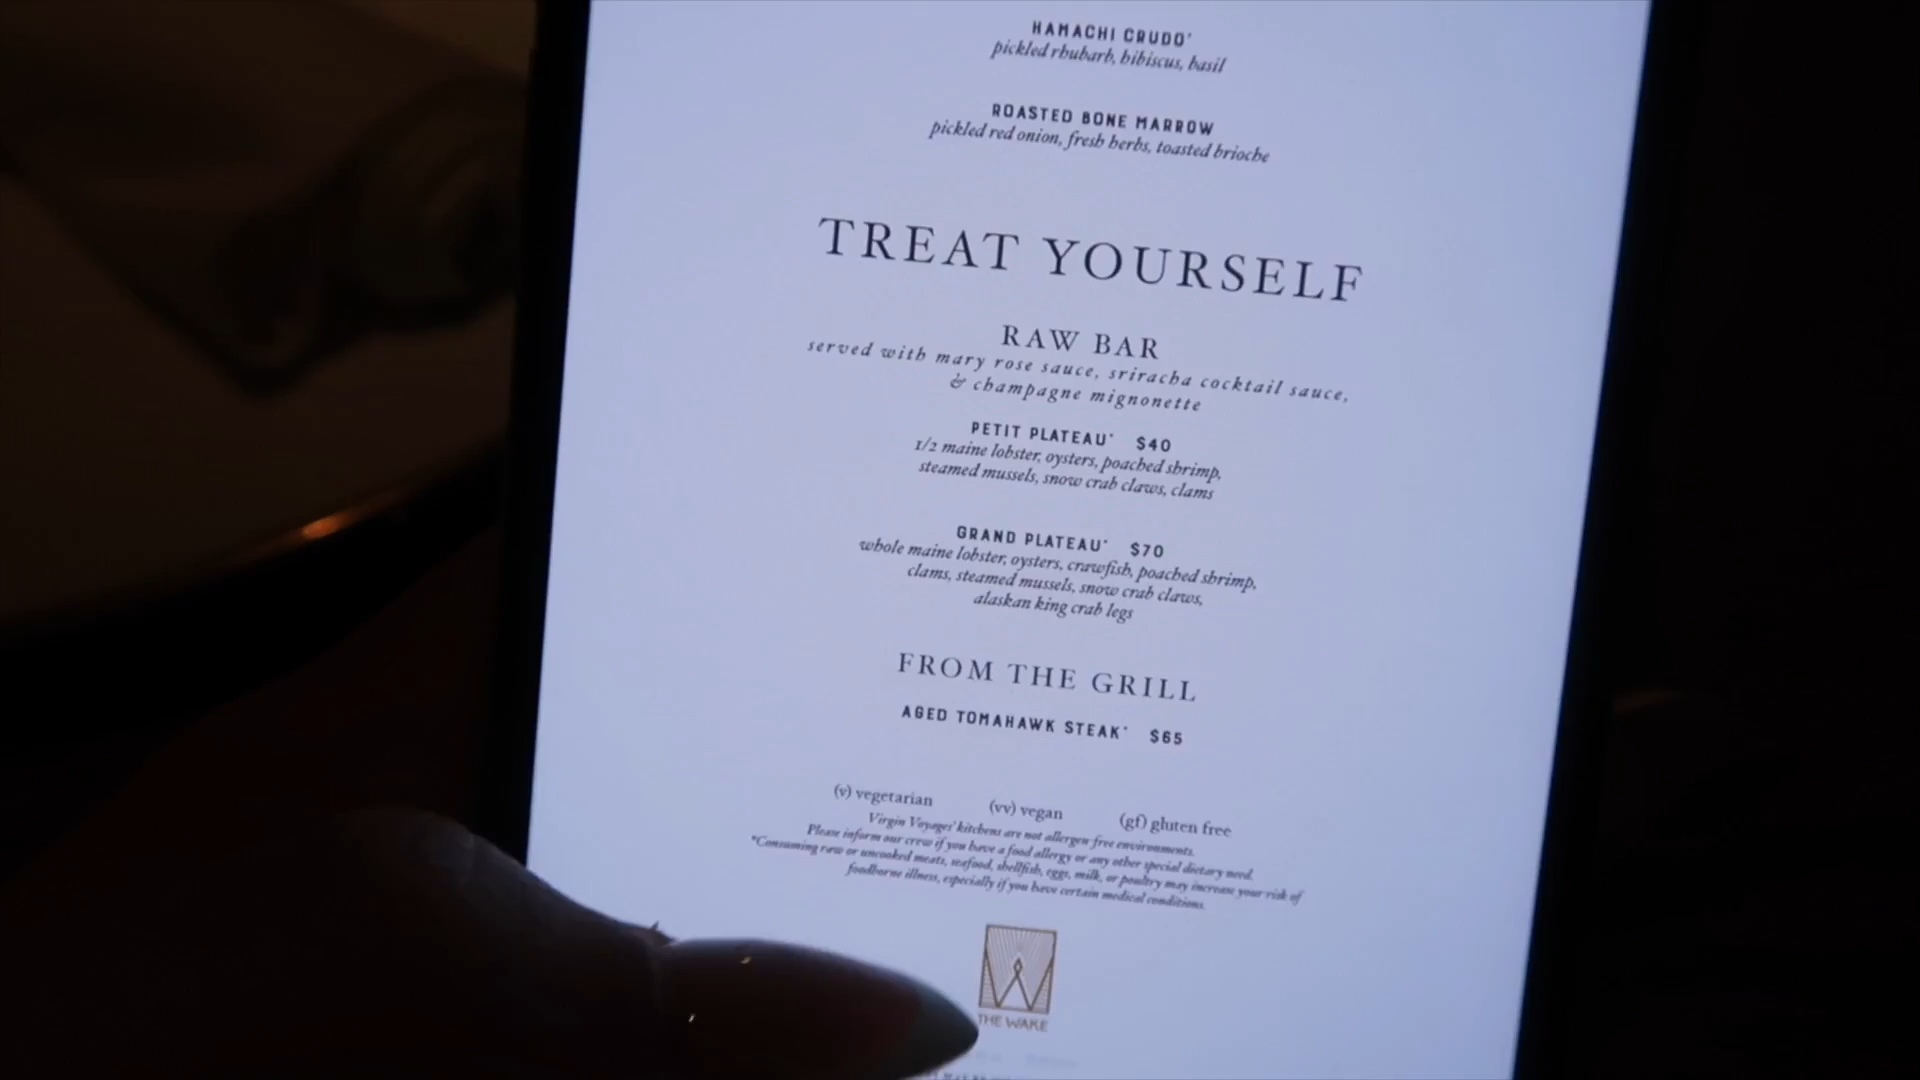 HAMACHI CRUDO*
pickled rhubarb, hibiscus, basil
ROASTED BONE MARROW
pickled red onion, fresh herbs, toasted brioche
TREAT YOURSELF
RAW BAR
served with mary rose sauce, sriracha cocktail sauce,
& champagne mignonette
PETIT PLATEAU* $40
1/2 maine lobster, oysters, poached shrimp,
steamed mussels, snow crab claws, clams
GRAND PLATEAU* $70
whole maine lobster, oysters, crawfish, poached shrimp,
clams, steamed mussels, snow crab claws,
alaskan king crab legs
FROM THE GRILL
AGED TOMAHAWK STEAK* $65
(v) vegetarian (vv) vegan (gf) gluten free
Virgin Voyages' kitchens are not allergen-free environments.
Please inform our crew if you have a food allergy or any other special dietary need.
*Consuming raw or uncooked meats, seafood, shellfish, eggs, milk, or poultry may increase your risk of
foodborne illness, especially if you have certain medical conditions.
THE WAKE